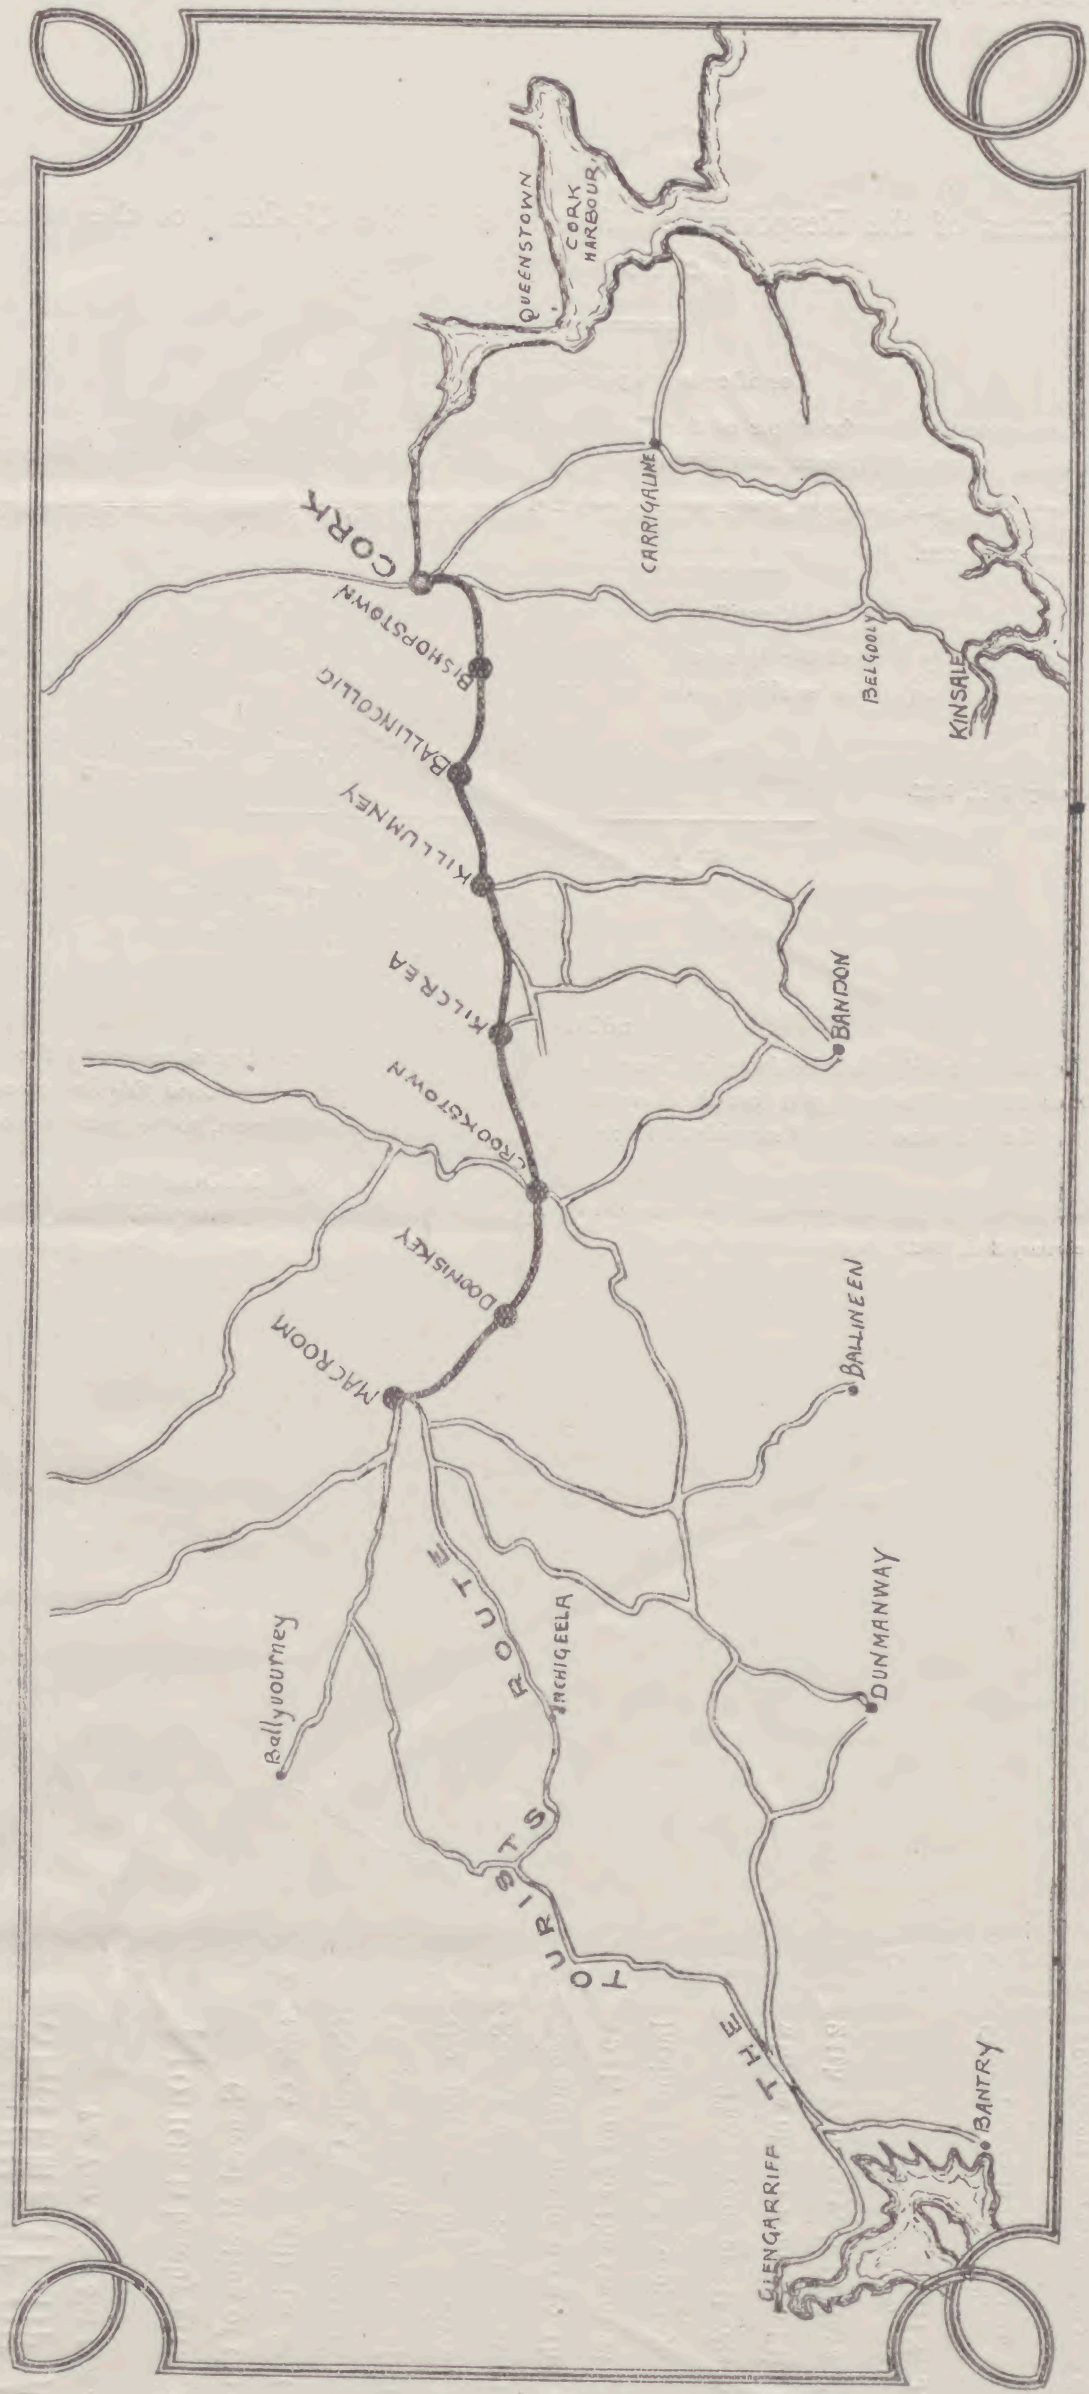 QUEENSTOWN
CORK
HARBOUR
CORK
BISHOPSTOWN
BALLINCOLLIG
KILLUMNEY
KILCREA
CROOKSTOWN
DOONISKEY
MACROOM
CARRIGALINE
BELGOOLY
KINSALE
BANDON
BALLINEEN
DUNMANWAY
INCHIGEELA
Ballyvourney
THE TOURISTS ROUTE
GLENGARRIFF
BANTRY